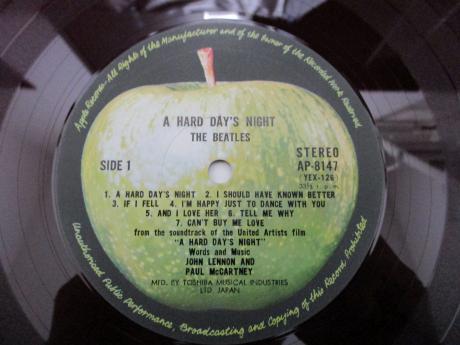 Apple Records-All Rights of the Manufacturer and of the Owner of the Recorded Work Reserved.
A HARD DAY'S NIGHT
THE BEATLES
SIDE 1
STEREO
AP-8147
(YEX-126)
33⅓ r.p.m.
1. A HARD DAY'S NIGHT 2. I SHOULD HAVE KNOWN BETTER
3. IF I FELL 4. I'M HAPPY JUST TO DANCE WITH YOU
5. AND I LOVE HER 6. TELL ME WHY
7. CAN'T BUY ME LOVE
from the soundtrack of the United Artists film
"A HARD DAY'S NIGHT"
Words and Music
JOHN LENNON AND
PAUL McCARTNEY
MFD. BY TOSHIBA MUSICAL INDUSTRIES
LTD. JAPAN
Unauthorised Public Performance, Broadcasting and Copying of this Record Prohibited